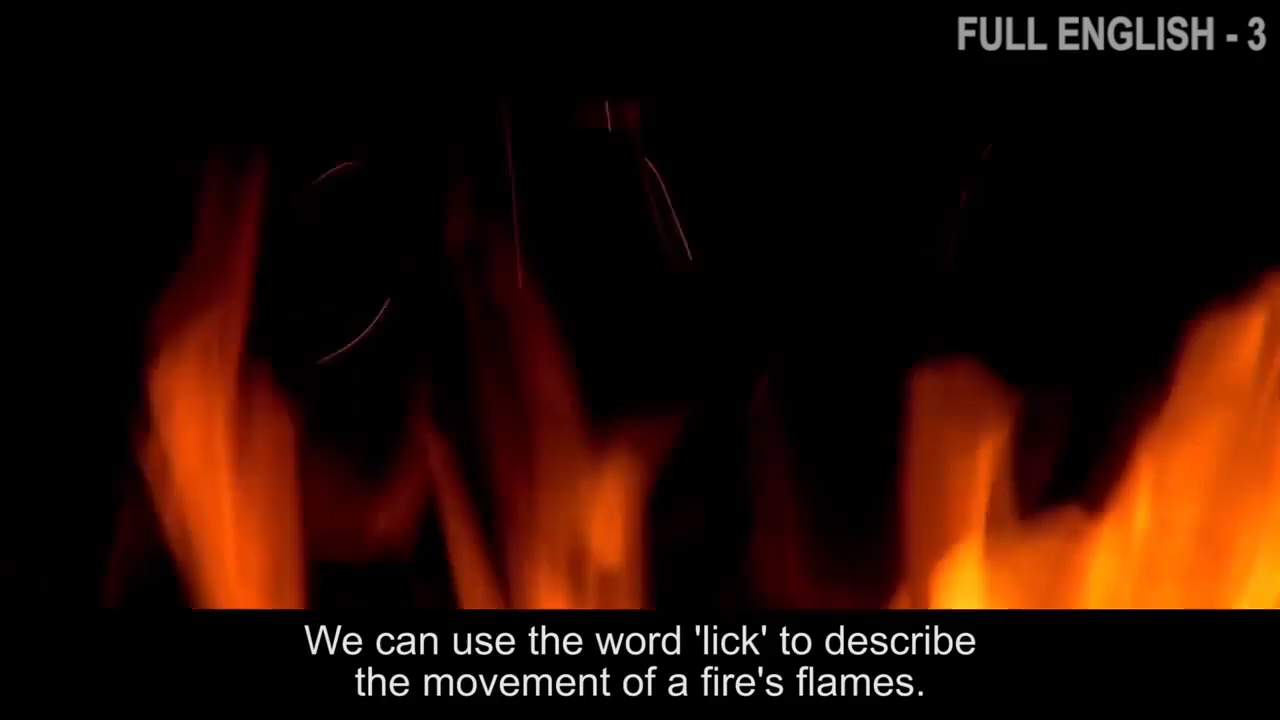 FULL ENGLISH - 3
We can use the word 'lick' to describe
the movement of a fire's flames.